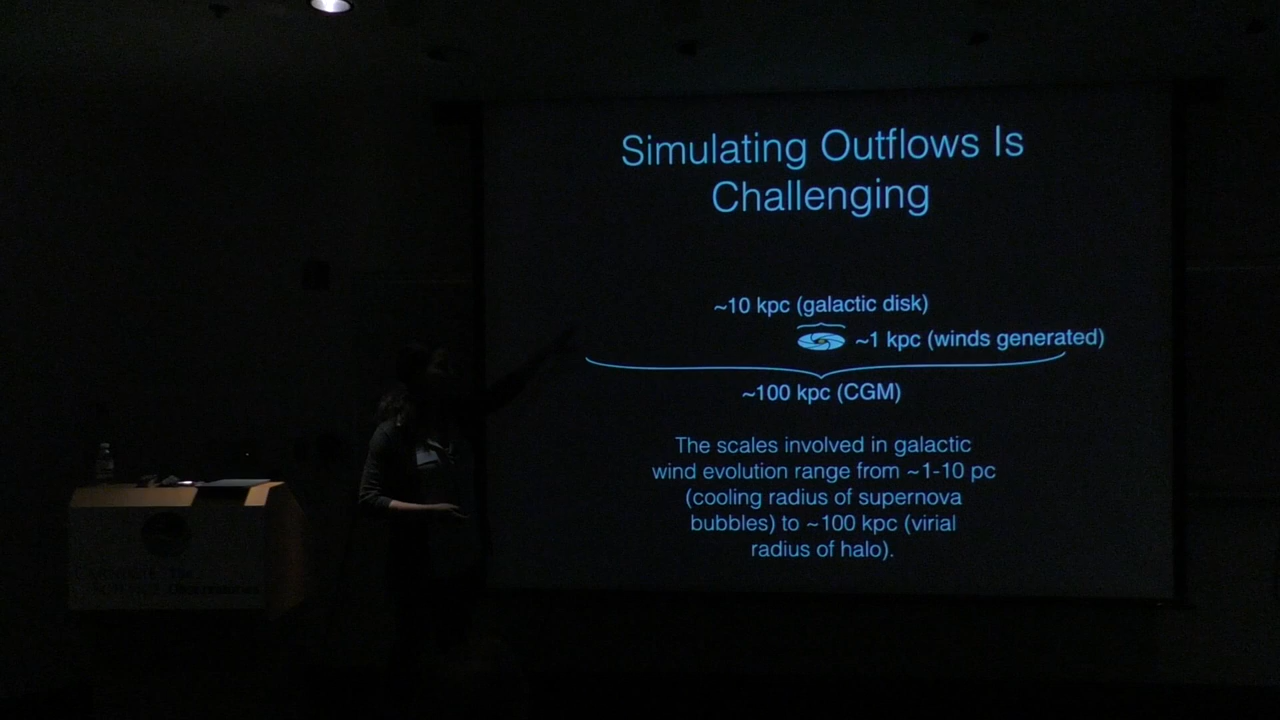 Simulating Outflows Is
Challenging
~10 kpc (galactic disk)
~1 kpc (winds generated)
~100 kpc (CGM)
The scales involved in galactic
wind evolution range from ~1-10 pc
(cooling radius of supernova
bubbles) to ~100 kpc (virial
radius of halo).
Observatories